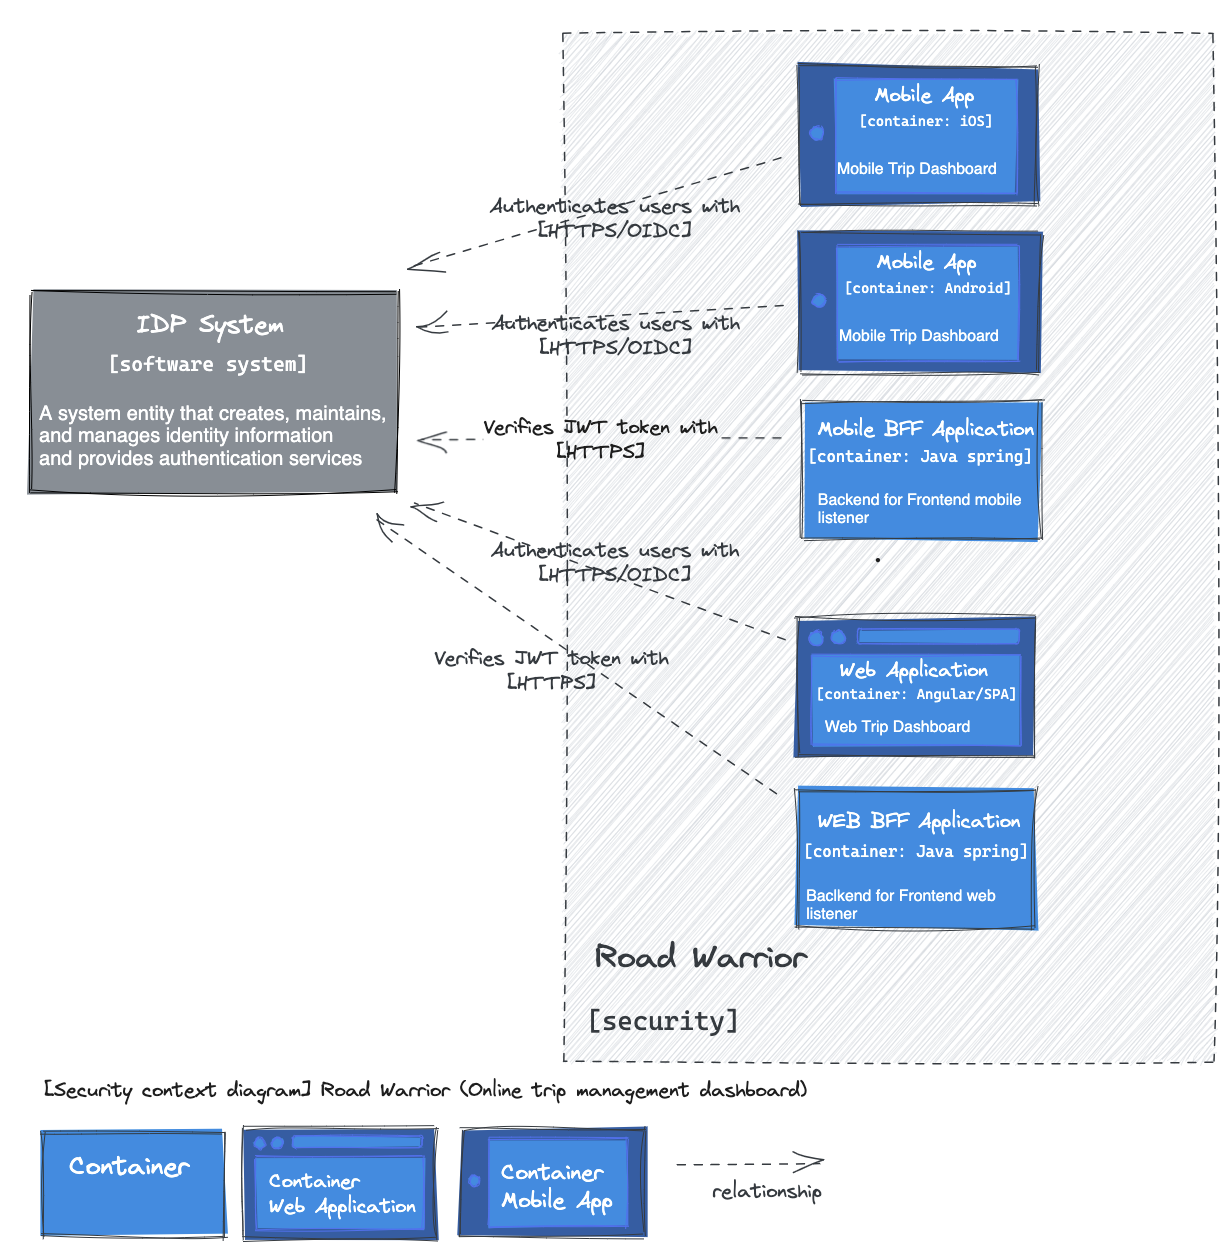 Mobile App
[container: iOS]
Mobile Trip Dashboard
Authenticates users with
[HTTPS/OIDC]
Mobile App
[container: Android]
Mobile Trip Dashboard
Authenticates users with
[HTTPS/OIDC]
IDP System
[software system]
A system entity that creates, maintains,
and manages identity information
and provides authentication services
Mobile BFF Application
[container: Java spring]
Backend for Frontend mobile
listener
Verifies JWT token with
[HTTPS]
Authenticates users with
[HTTPS/OIDC]
Web Application
[container: Angular/SPA]
Web Trip Dashboard
Verifies JWT token with
[HTTPS]
WEB BFF Application
[container: Java spring]
Baclkend for Frontend web
listener
Road Warrior
[security]
[Security context diagram] Road Warrior (Online trip management dashboard)
Container
Container
Web Application
Container
Mobile App
relationship